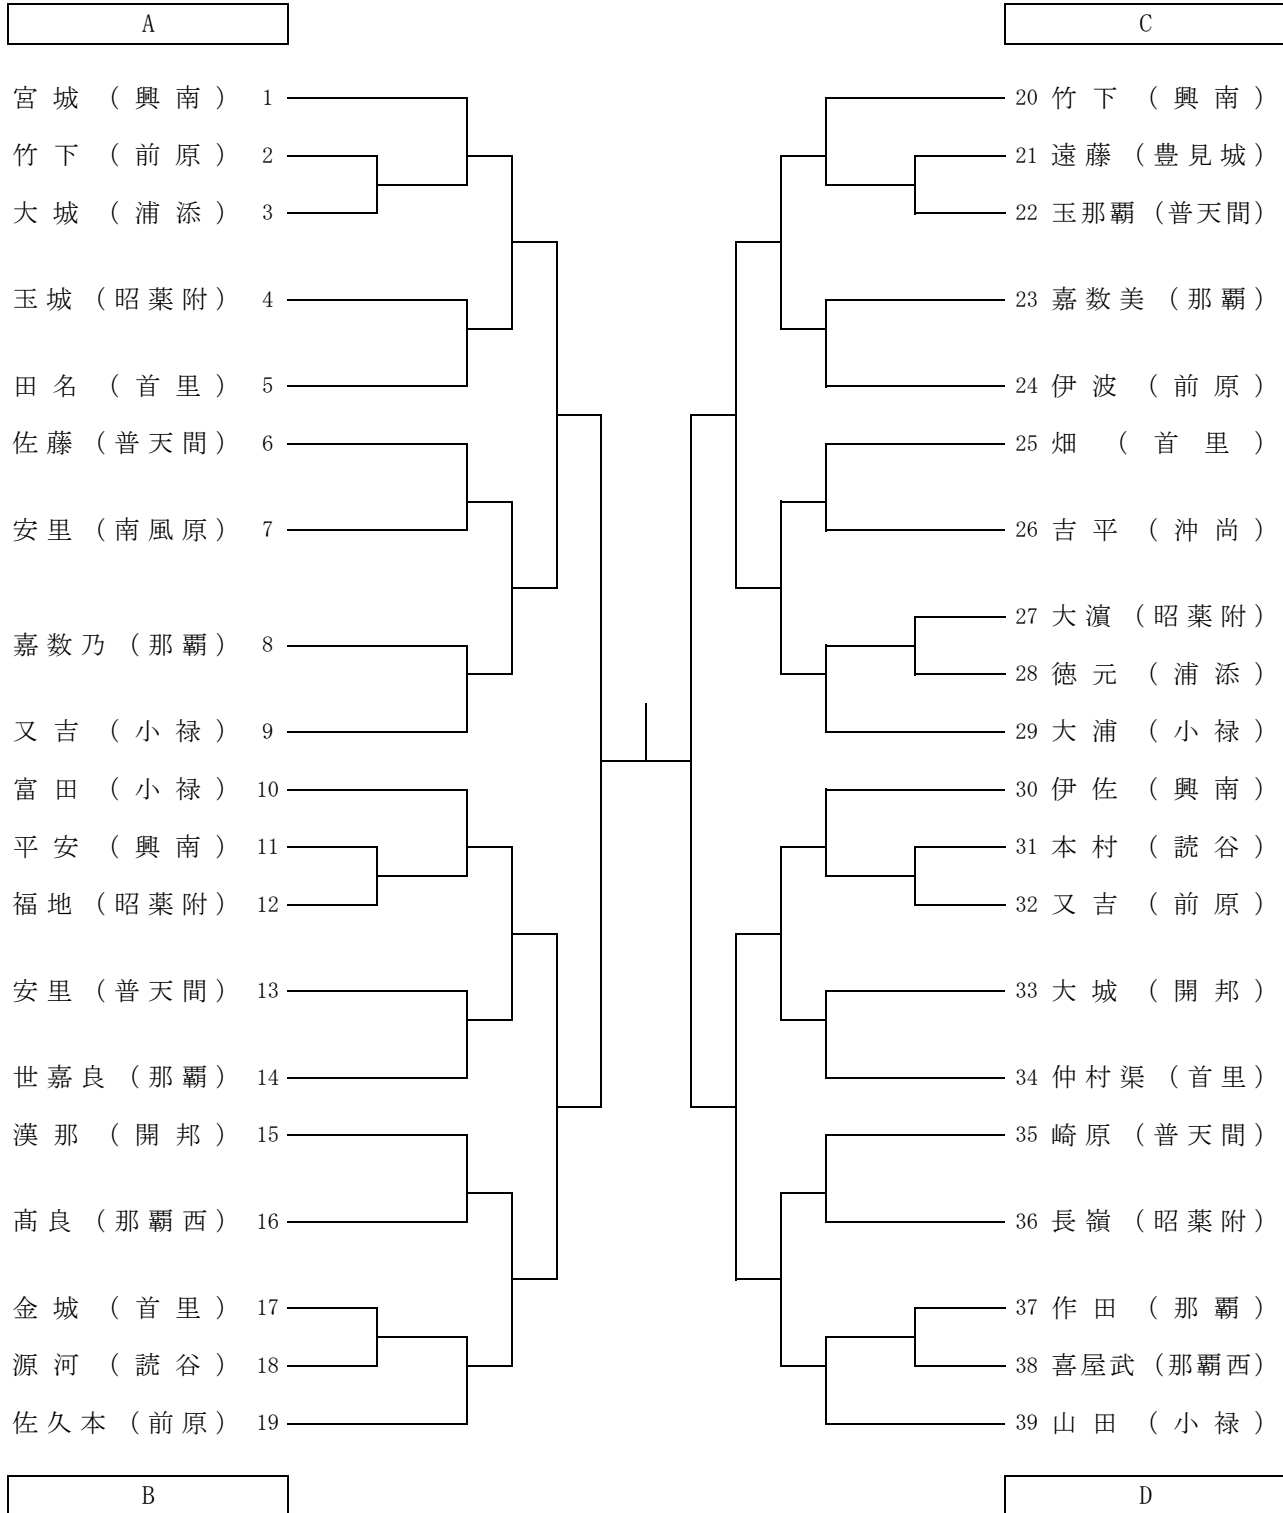 A
宮城 （興南） 1
竹下 （前原） 2
大城 （浦添） 3
玉城 （昭薬附） 4
田名 （首里） 5
佐藤 （普天間） 6
安里 （南風原） 7
嘉数乃 （那覇） 8
又吉 （小禄） 9
富田 （小禄） 10
平安 （興南） 11
福地 （昭薬附） 12
安里 （普天間） 13
世嘉良 （那覇） 14
漢那 （開邦） 15
髙良 （那覇西） 16
金城 （首里） 17
源河 （読谷） 18
佐久本 （前原） 19
B
C
20 竹下 （興南）
21 遠藤 （豊見城）
22 玉那覇 （普天間）
23 嘉数美 （那覇）
24 伊波 （前原）
25 畑 （首里）
26 吉平 （沖尚）
27 大濵 （昭薬附）
28 徳元 （浦添）
29 大浦 （小禄）
30 伊佐 （興南）
31 本村 （読谷）
32 又吉 （前原）
33 大城 （開邦）
34 仲村渠 （首里）
35 崎原 （普天間）
36 長嶺 （昭薬附）
37 作田 （那覇）
38 喜屋武 （那覇西）
39 山田 （小禄）
D